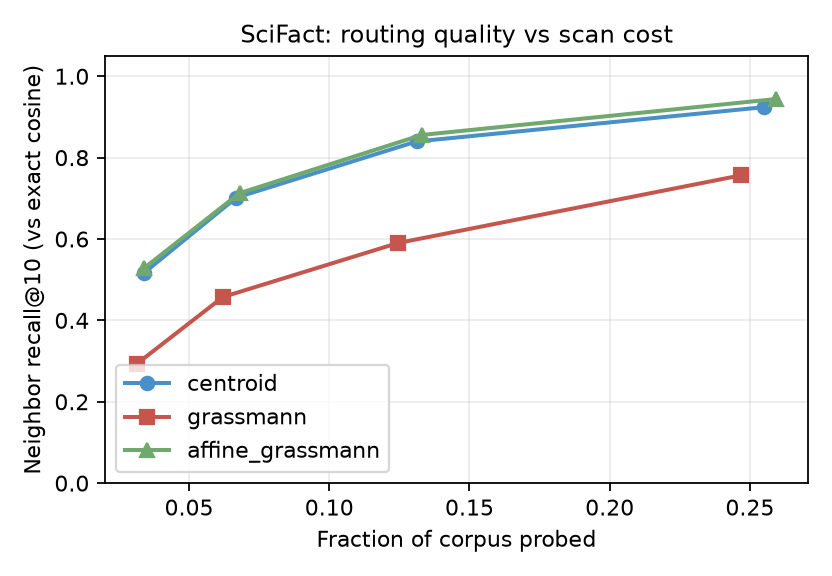 SciFact: routing quality vs scan cost
Neighbor recall@10 (vs exact cosine)
1.0
0.8
0.6
0.4
0.2
0.0
centroid
grassmann
affine_grassmann
0.05 0.10 0.15 0.20 0.25
Fraction of corpus probed